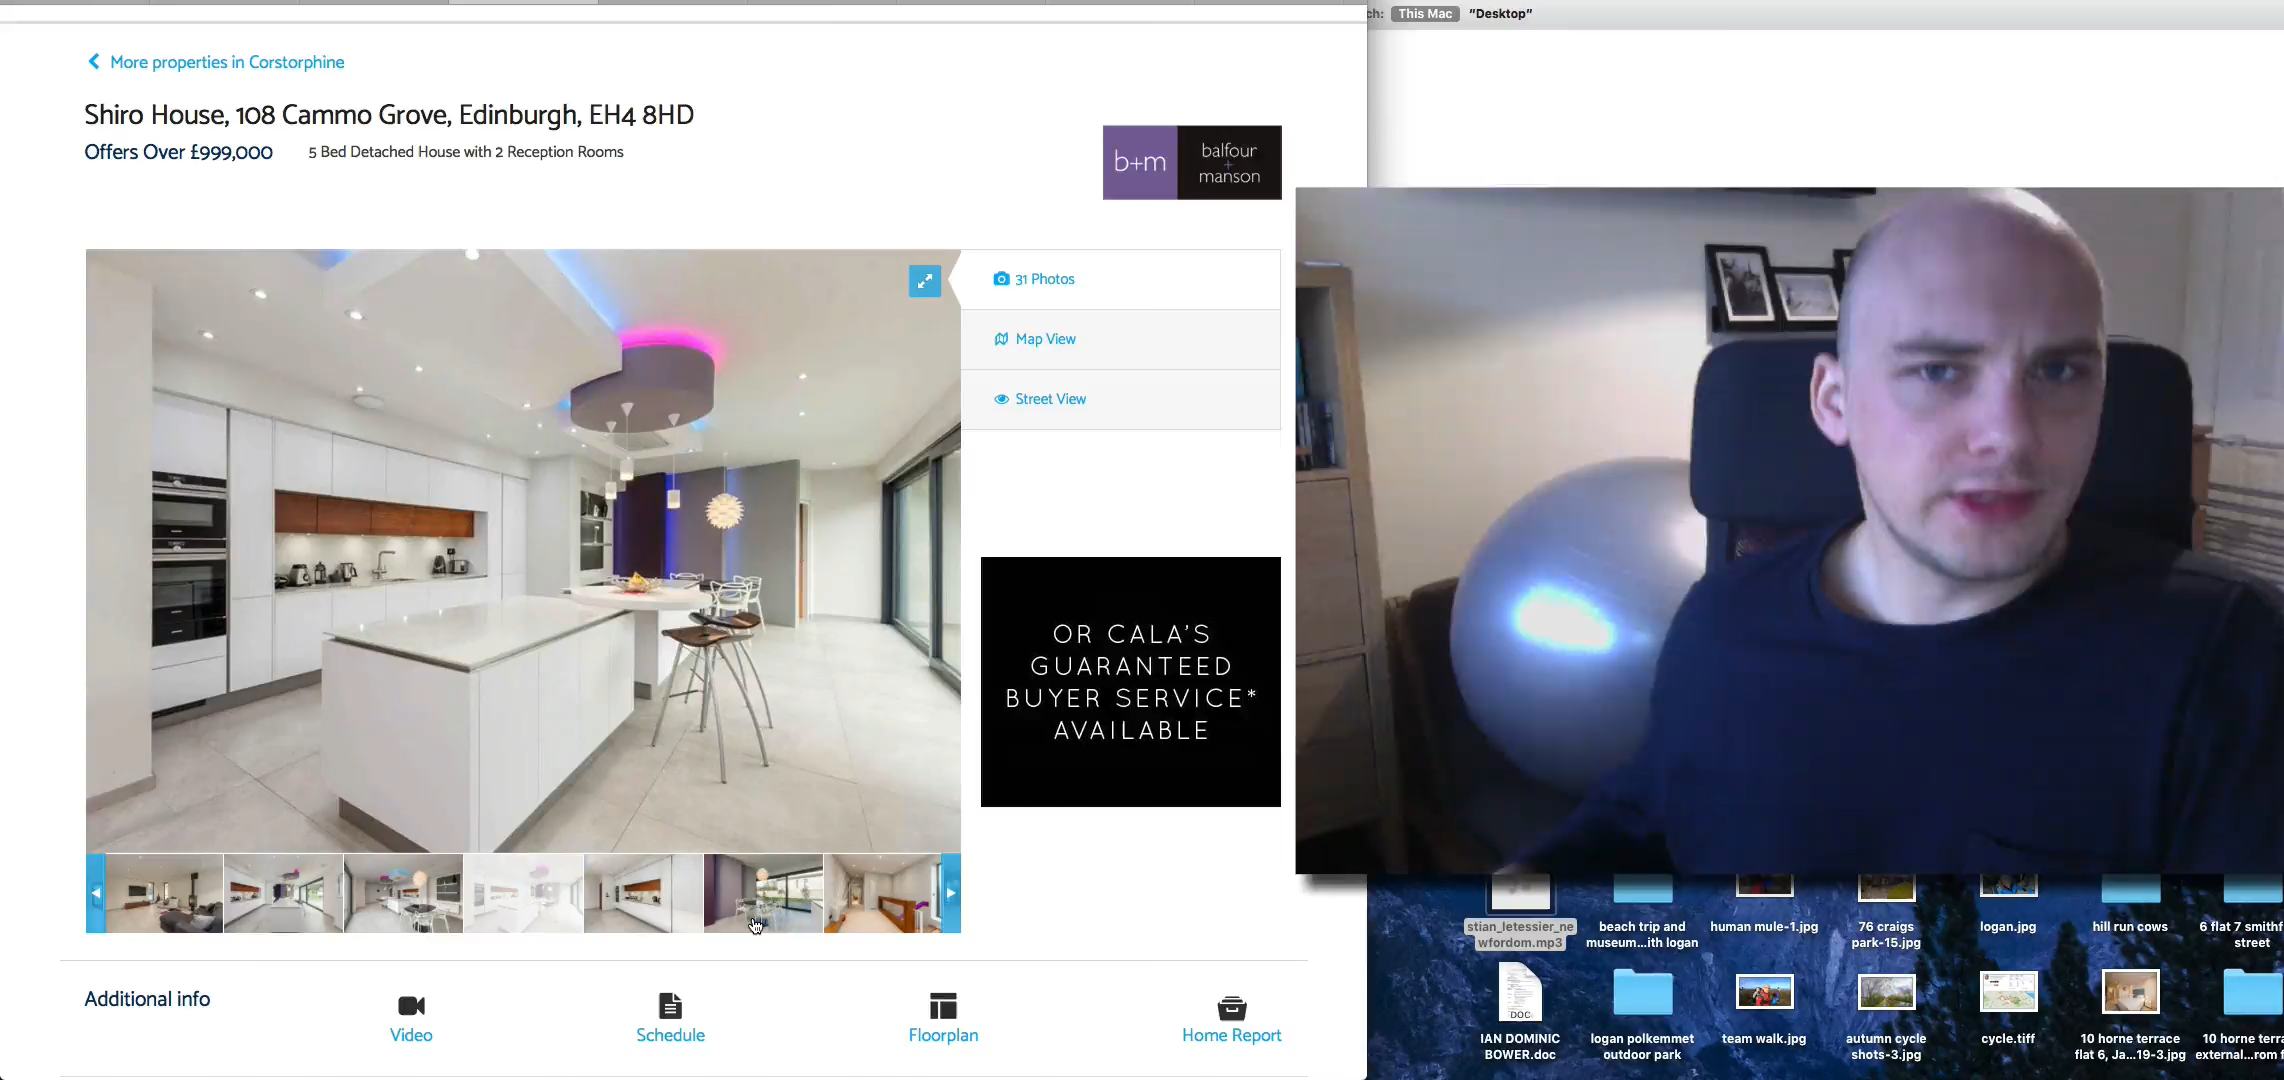 ch: This Mac "Desktop"
More properties in Corstorphine
Shiro House, 108 Cammo Grove, Edinburgh, EH4 8HD
Offers Over £999,000 5 Bed Detached House with 2 Reception Rooms
b+m balfour + manson
31 Photos
Map View
Street View
OR CALA'S
GUARANTEED
BUYER SERVICE*
AVAILABLE
Additional info
Video
Schedule
Floorplan
Home Report
stian_letessier_ne
wfordom.mp3
beach trip and
museum...ith logan
human mule-1.jpg
76 craigs
park-15.jpg
logan.jpg
hill run cows
6 flat 7 smithf
street
DOC
IAN DOMINIC
BOWER.doc
logan polkemmet
outdoor park
team walk.jpg
autumn cycle
shots-3.jpg
cycle.tiff
10 horne terrace
flat 6, Ja...19-3.jpg
10 horne terra
external...rom f